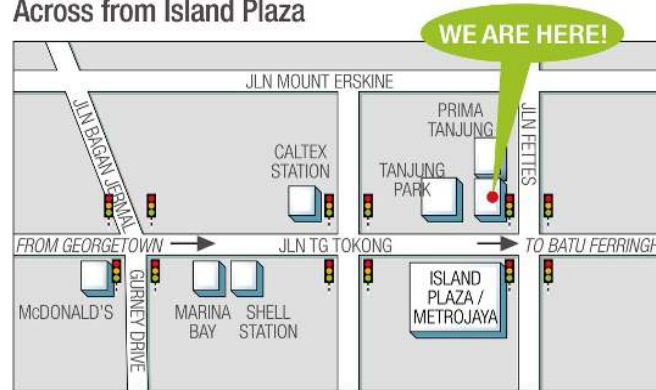 Across from Island Plaza
WE ARE HERE!
JLN MOUNT ERSKINE
JLN BAGAN JERMAL
PRIMA
TANJUNG
JLN FETTES
CALTEX
STATION
TANJUNG
PARK
FROM GEORGETOWN
JLN TG TOKONG
TO BATU FERRINGH
McDONALD'S
GURNEY DRIVE
MARINA
BAY
SHELL
STATION
ISLAND
PLAZA /
METROJAYA